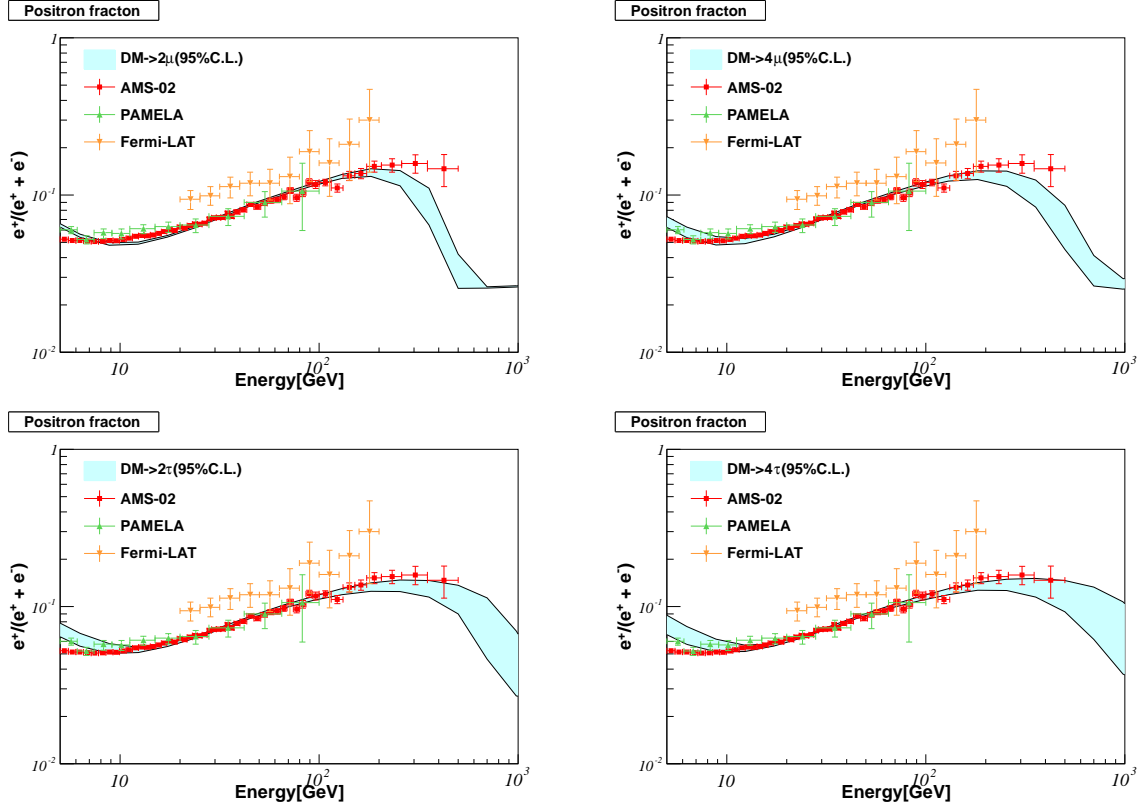 Positron fracton
1
DM->2μ(95%C.L.)
AMS-02
PAMELA
Fermi-LAT
10⁻¹
10⁻²
e⁺/(e⁺ + e⁻)
10
10²
10³
Energy[GeV]
Positron fracton
1
DM->4μ(95%C.L.)
AMS-02
PAMELA
Fermi-LAT
10⁻¹
10⁻²
e⁺/(e⁺ + e⁻)
10
10²
10³
Energy[GeV]
Positron fracton
1
DM->2τ(95%C.L.)
AMS-02
PAMELA
Fermi-LAT
10⁻¹
10⁻²
e⁺/(e⁺ + e⁻)
10
10²
10³
Energy[GeV]
Positron fracton
1
DM->4τ(95%C.L.)
AMS-02
PAMELA
Fermi-LAT
10⁻¹
10⁻²
e⁺/(e⁺ + e⁻)
10
10²
10³
Energy[GeV]